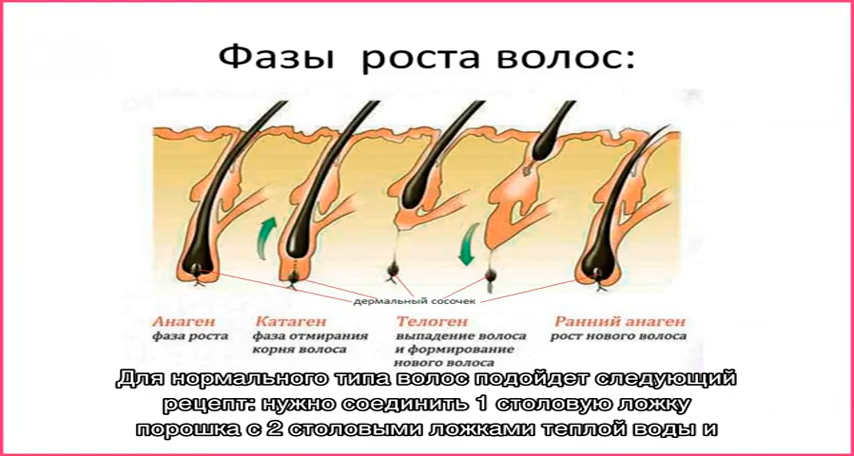 Фазы роста волос:
дермальный сосочек
Анаген
фаза роста
Катаген
фаза отмирания
корня волоса
Телоген
выпадение волоса
и формирование
нового волоса
Ранний анаген
рост нового волоса
Для нормального типа волос подойдет следующий
рецепт: нужно соединить 1 столовую ложку
порошка с 2 столовыми ложками теплой воды и